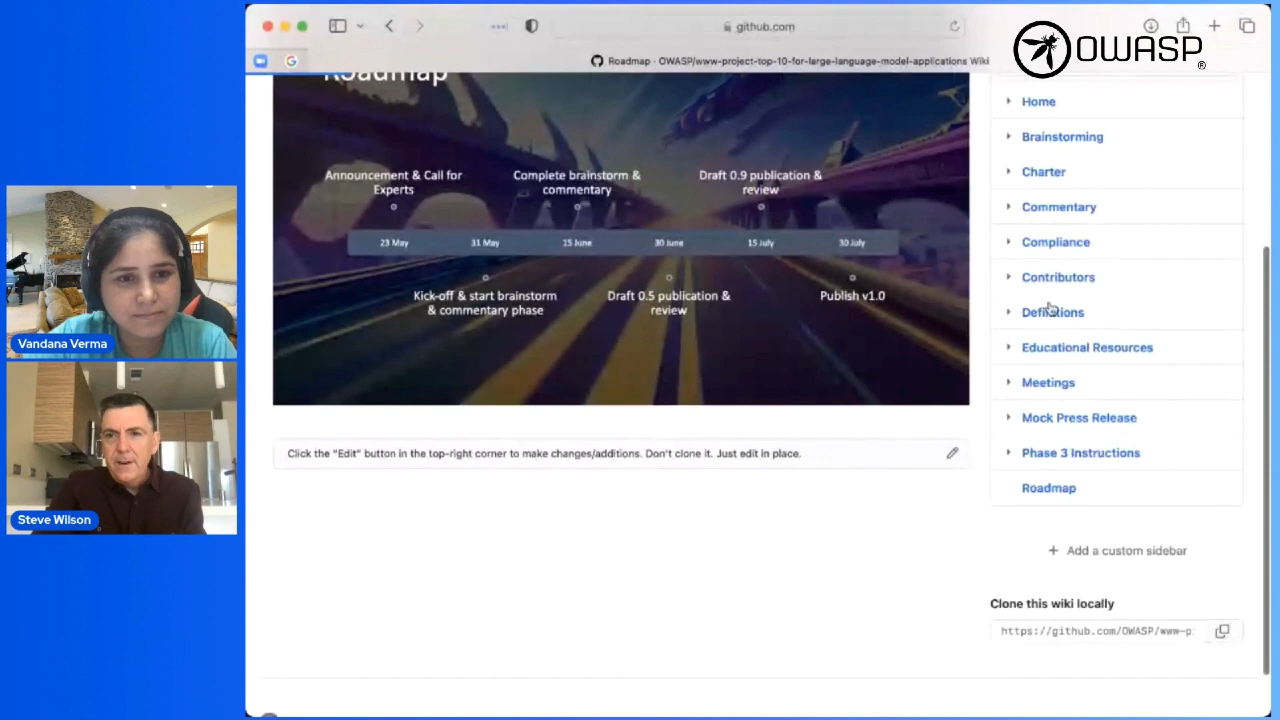 github.com
OWASP®
Roadmap · OWASP/www-project-top-10-for-large-language-model-applications Wiki
Roadmap
Announcement & Call for
Experts
Complete brainstorm &
commentary
Draft 0.9 publication &
review
23 May
31 May
15 June
30 June
15 July
30 July
Kick-off & start brainstorm
& commentary phase
Draft 0.5 publication &
review
Publish v1.0
Click the "Edit" button in the top-right corner to make changes/additions. Don't clone it. Just edit in place.
Home
Brainstorming
Charter
Commentary
Compliance
Contributors
Definitions
Educational Resources
Meetings
Mock Press Release
Phase 3 Instructions
Roadmap
+ Add a custom sidebar
Clone this wiki locally
https://github.com/OWASP/www-p
Vandana Verma
Steve Wilson